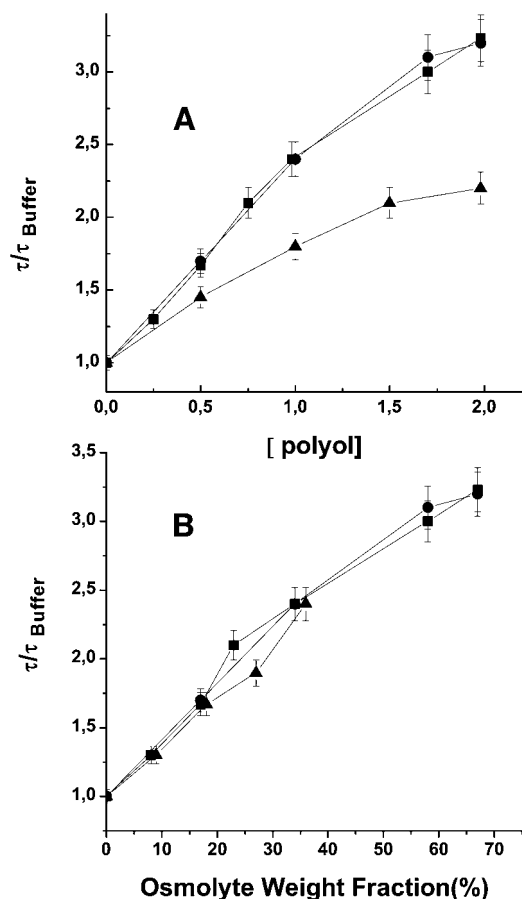 3,0
2,5
2,0
1,5
1,0
τ/τ Buffer
A
0,0 0,5 1,0 1,5 2,0
[ polyol]
3,5
3,0
2,5
2,0
1,5
1,0
τ/τ Buffer
B
0 10 20 30 40 50 60 70
Osmolyte Weight Fraction(%)